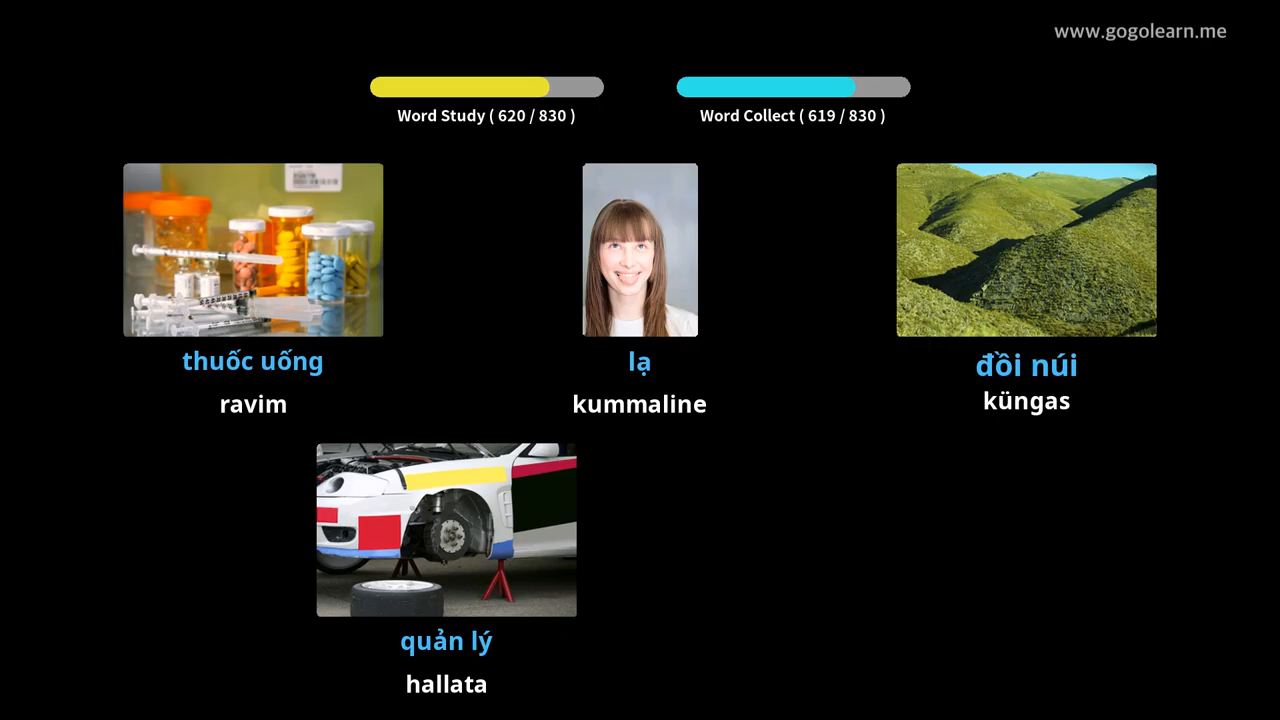 www.gogolearn.me
Word Study ( 620 / 830 )
Word Collect ( 619 / 830 )
thuốc uống
ravim
lạ
kummaline
đồi núi
küngas
quản lý
hallata